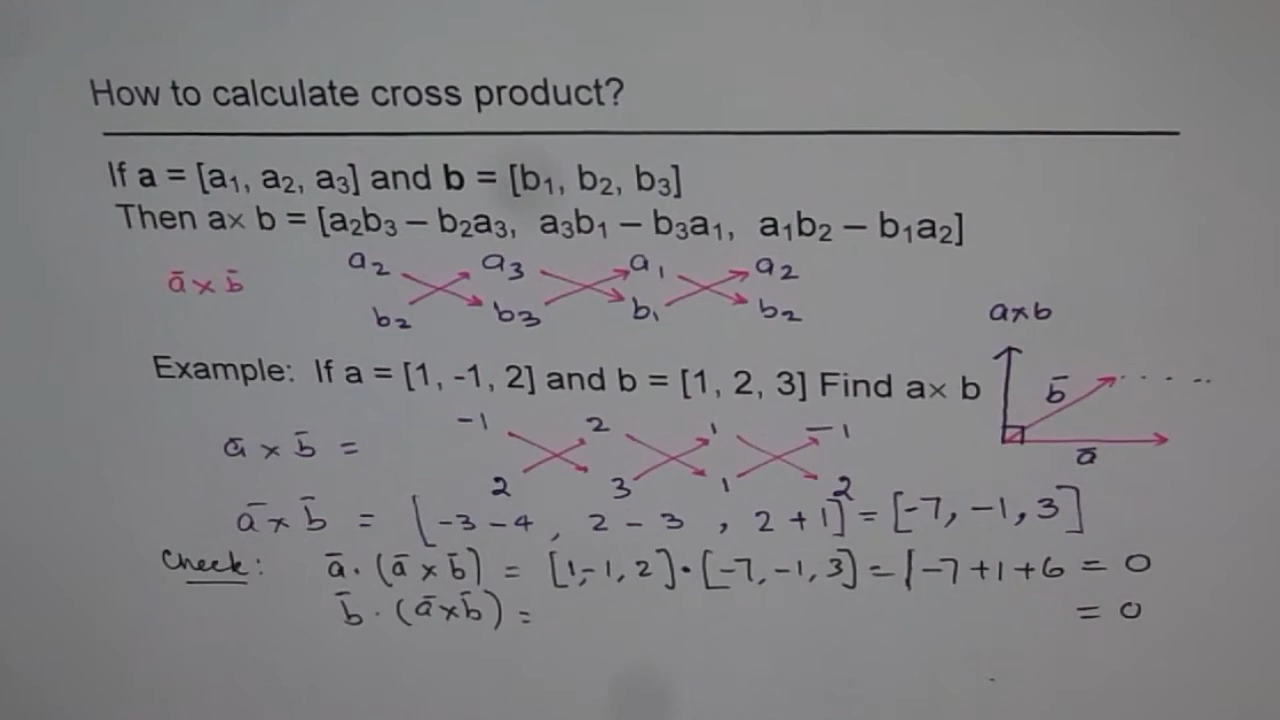 How to calculate cross product?
If a = [a₁, a₂, a₃] and b = [b₁, b₂, b₃]
Then a× b = [a₂b₃ – b₂a₃, a₃b₁ – b₃a₁, a₁b₂ – b₁a₂]
ā × b̄
a₂ a₃ a₁ a₂
b₂ b₃ b₁ b₂
a×b
b̄
ā
Example: If a = [1, -1, 2] and b = [1, 2, 3] Find a× b
ā × b̄ =
-1 2 1 -1
2 3 1 2
ā × b̄ = [-3-4, 2-3, 2+1] = [-7, -1, 3]
Check: ā · (ā × b̄) = [1,-1,2]·[-7,-1,3] = |-7+1+6 = 0
b̄ · (ā×b̄) = = 0